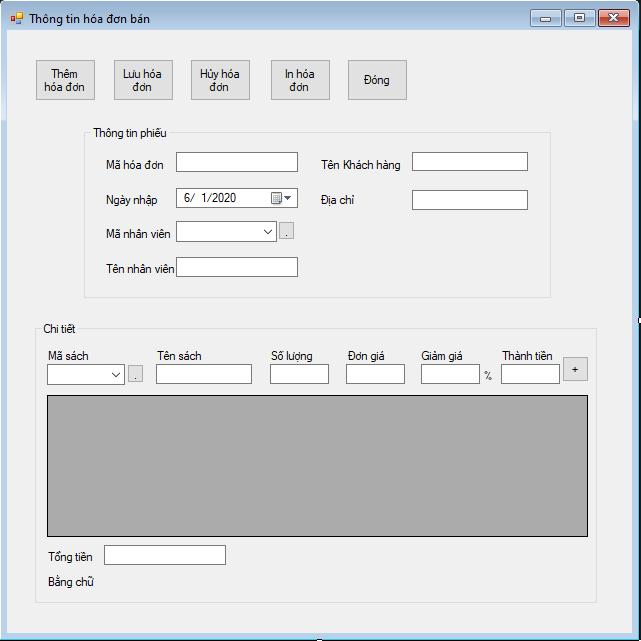 Thông tin hóa đơn bán
Thêm hóa đơn
Lưu hóa đơn
Hủy hóa đơn
In hóa đơn
Đóng
Thông tin phiếu
Mã hóa đơn
Tên Khách hàng
Ngày nhập
6/ 1/2020
Địa chỉ
Mã nhân viên
.
Tên nhân viên
Chi tiết
Mã sách
Tên sách
Số lượng
Đơn giá
Giảm giá
Thành tiền
.
%
+
Tổng tiền
Bằng chữ